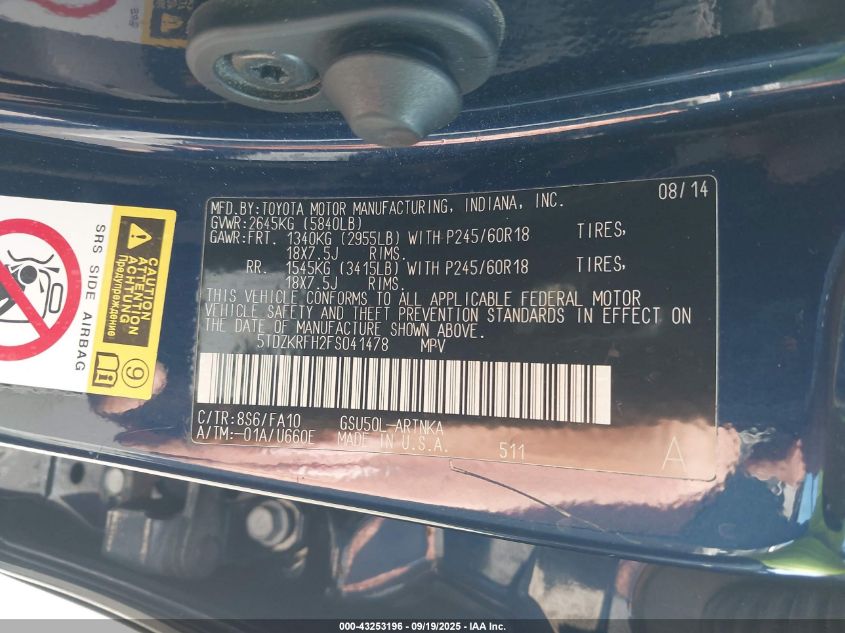 08/14
MFD.BY:TOYOTA MOTOR MANUFACTURING, INDIANA, INC.
GVWR:2645KG (5840LB)
GAWR:FRT. 1340KG (2955LB) WITH P245/60R18 TIRES,
18X7.5J RIMS.
RR. 1545KG (3415LB) WITH P245/60R18 TIRES,
18X7.5J RIMS.
THIS VEHICLE CONFORMS TO ALL APPLICABLE FEDERAL MOTOR
VEHICLE SAFETY AND THEFT PREVENTION STANDARDS IN EFFECT ON
THE DATE OF MANUFACTURE SHOWN ABOVE.
5TDZKRFH2FS041478 MPV
C/TR:8S6/FA10 GSU50L-ARTNKA
A/TM:-01A/U660E MADE IN U.S.A. 511 A
SRS SIDE AIRBAG
CAUTION
ATTENTION
ACHTUNG
Предупреждение
9
000-43253196 - 09/19/2025 - IAA Inc.